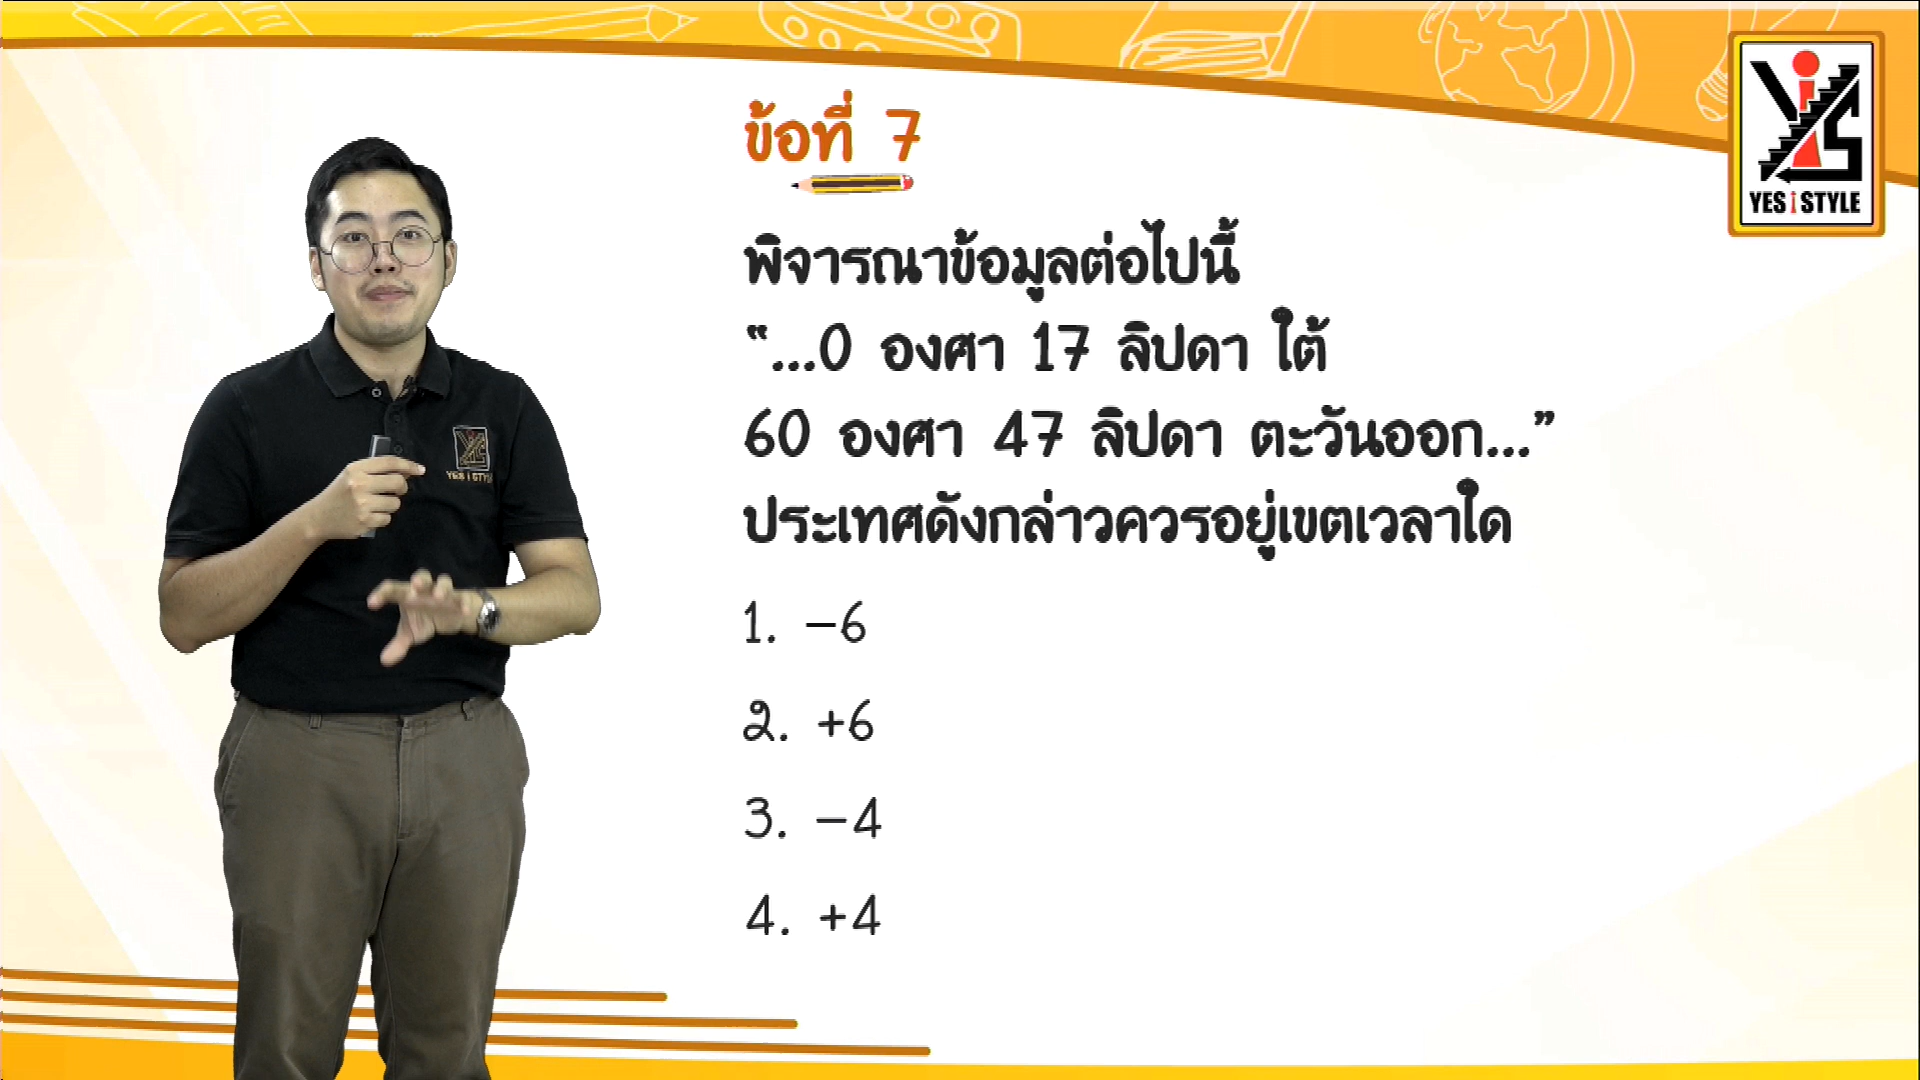 ข้อที่ 7
พิจารณาข้อมูลต่อไปนี้
“...0 องศา 17 ลิปดา ใต้
60 องศา 47 ลิปดา ตะวันออก...”
ประเทศดังกล่าวควรอยู่เขตเวลาใด
1. -6
2. +6
3. -4
4. +4
YiS
YES i STYLE
YES i STYLE